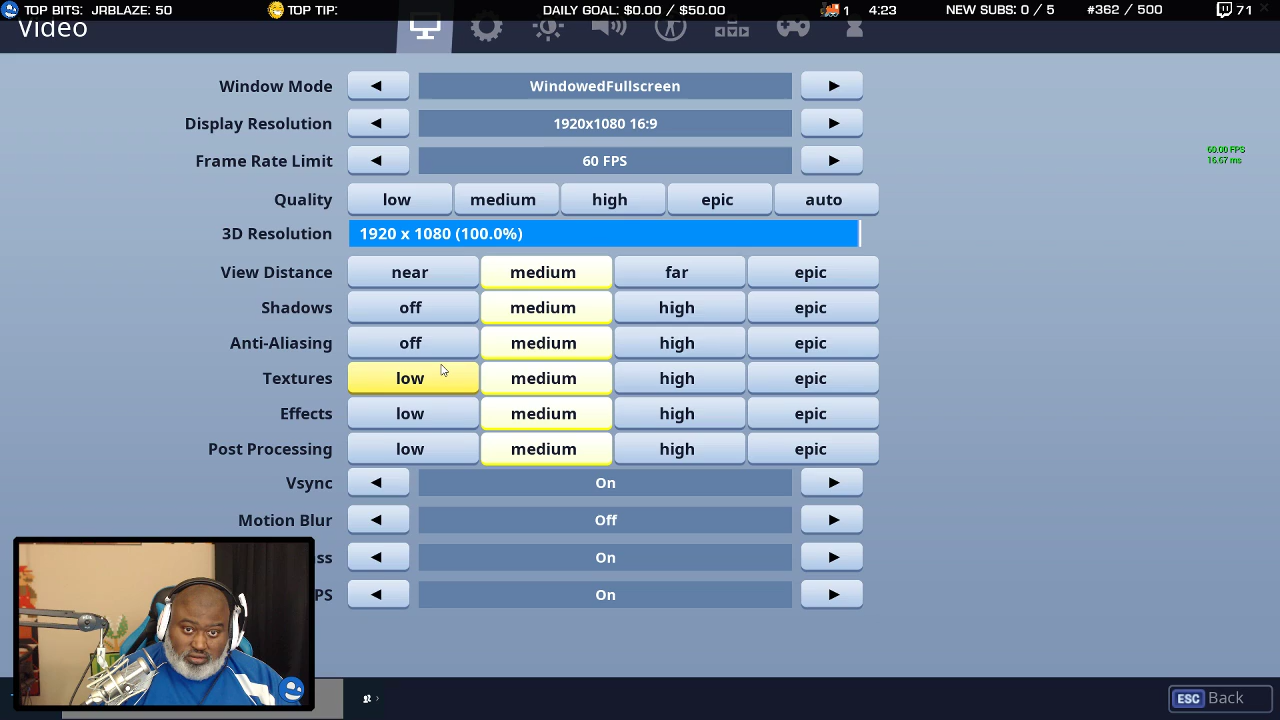 TOP BITS: JRBLAZE: 50 TOP TIP: DAILY GOAL: $0.00 / $50.00 1 4:23 NEW SUBS: 0 / 5 #362 / 500 71
Video
Window Mode WindowedFullscreen
Display Resolution 1920x1080 16:9
60.00 FPS
16.67 ms
Frame Rate Limit 60 FPS
Quality low medium high epic auto
3D Resolution 1920 x 1080 (100.0%)
View Distance near medium far epic
Shadows off medium high epic
Anti-Aliasing off medium high epic
Textures low medium high epic
Effects low medium high epic
Post Processing low medium high epic
Vsync On
Motion Blur Off
ss On
PS On
ESC Back